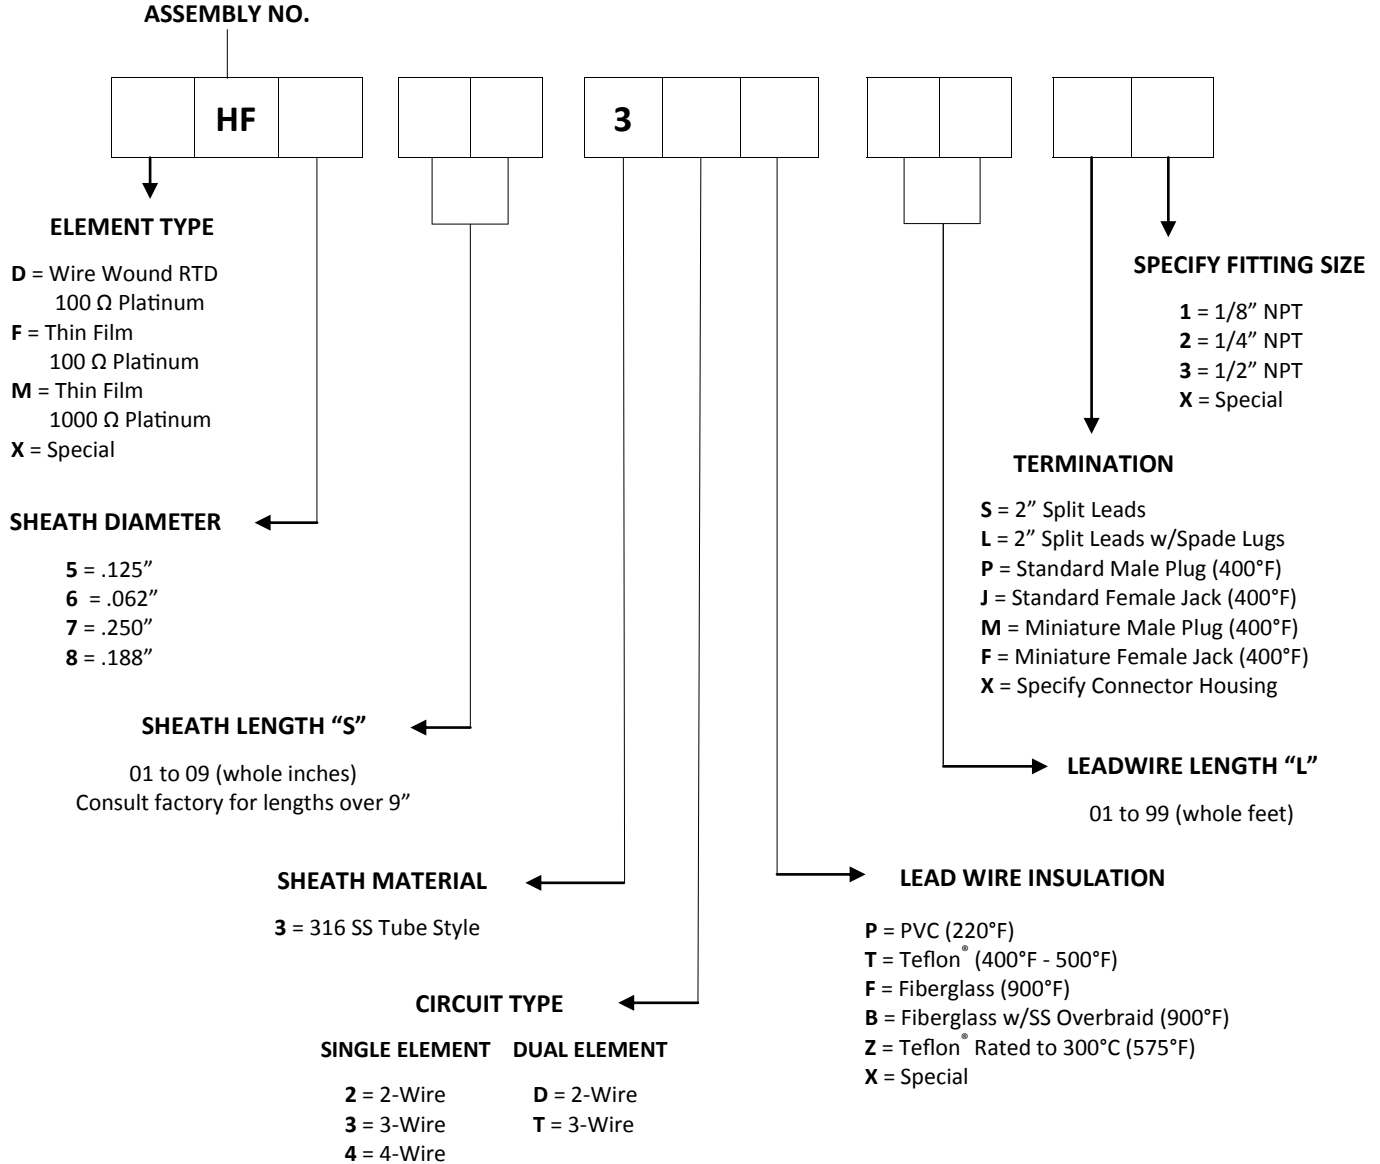 ASSEMBLY NO.
HF
3
ELEMENT TYPE
D = Wire Wound RTD
100 Ω Platinum
F = Thin Film
100 Ω Platinum
M = Thin Film
1000 Ω Platinum
X = Special
SPECIFY FITTING SIZE
1 = 1/8” NPT
2 = 1/4” NPT
3 = 1/2” NPT
X = Special
TERMINATION
S = 2” Split Leads
L = 2” Split Leads w/Spade Lugs
P = Standard Male Plug (400°F)
J = Standard Female Jack (400°F)
M = Miniature Male Plug (400°F)
F = Miniature Female Jack (400°F)
X = Specify Connector Housing
SHEATH DIAMETER
5 = .125”
6 = .062”
7 = .250”
8 = .188”
SHEATH LENGTH “S”
01 to 09 (whole inches)
Consult factory for lengths over 9”
LEADWIRE LENGTH “L”
01 to 99 (whole feet)
SHEATH MATERIAL
3 = 316 SS Tube Style
LEAD WIRE INSULATION
P = PVC (220°F)
T = Teflon® (400°F - 500°F)
F = Fiberglass (900°F)
B = Fiberglass w/SS Overbraid (900°F)
Z = Teflon® Rated to 300°C (575°F)
X = Special
CIRCUIT TYPE
SINGLE ELEMENT
2 = 2-Wire
3 = 3-Wire
4 = 4-Wire
DUAL ELEMENT
D = 2-Wire
T = 3-Wire